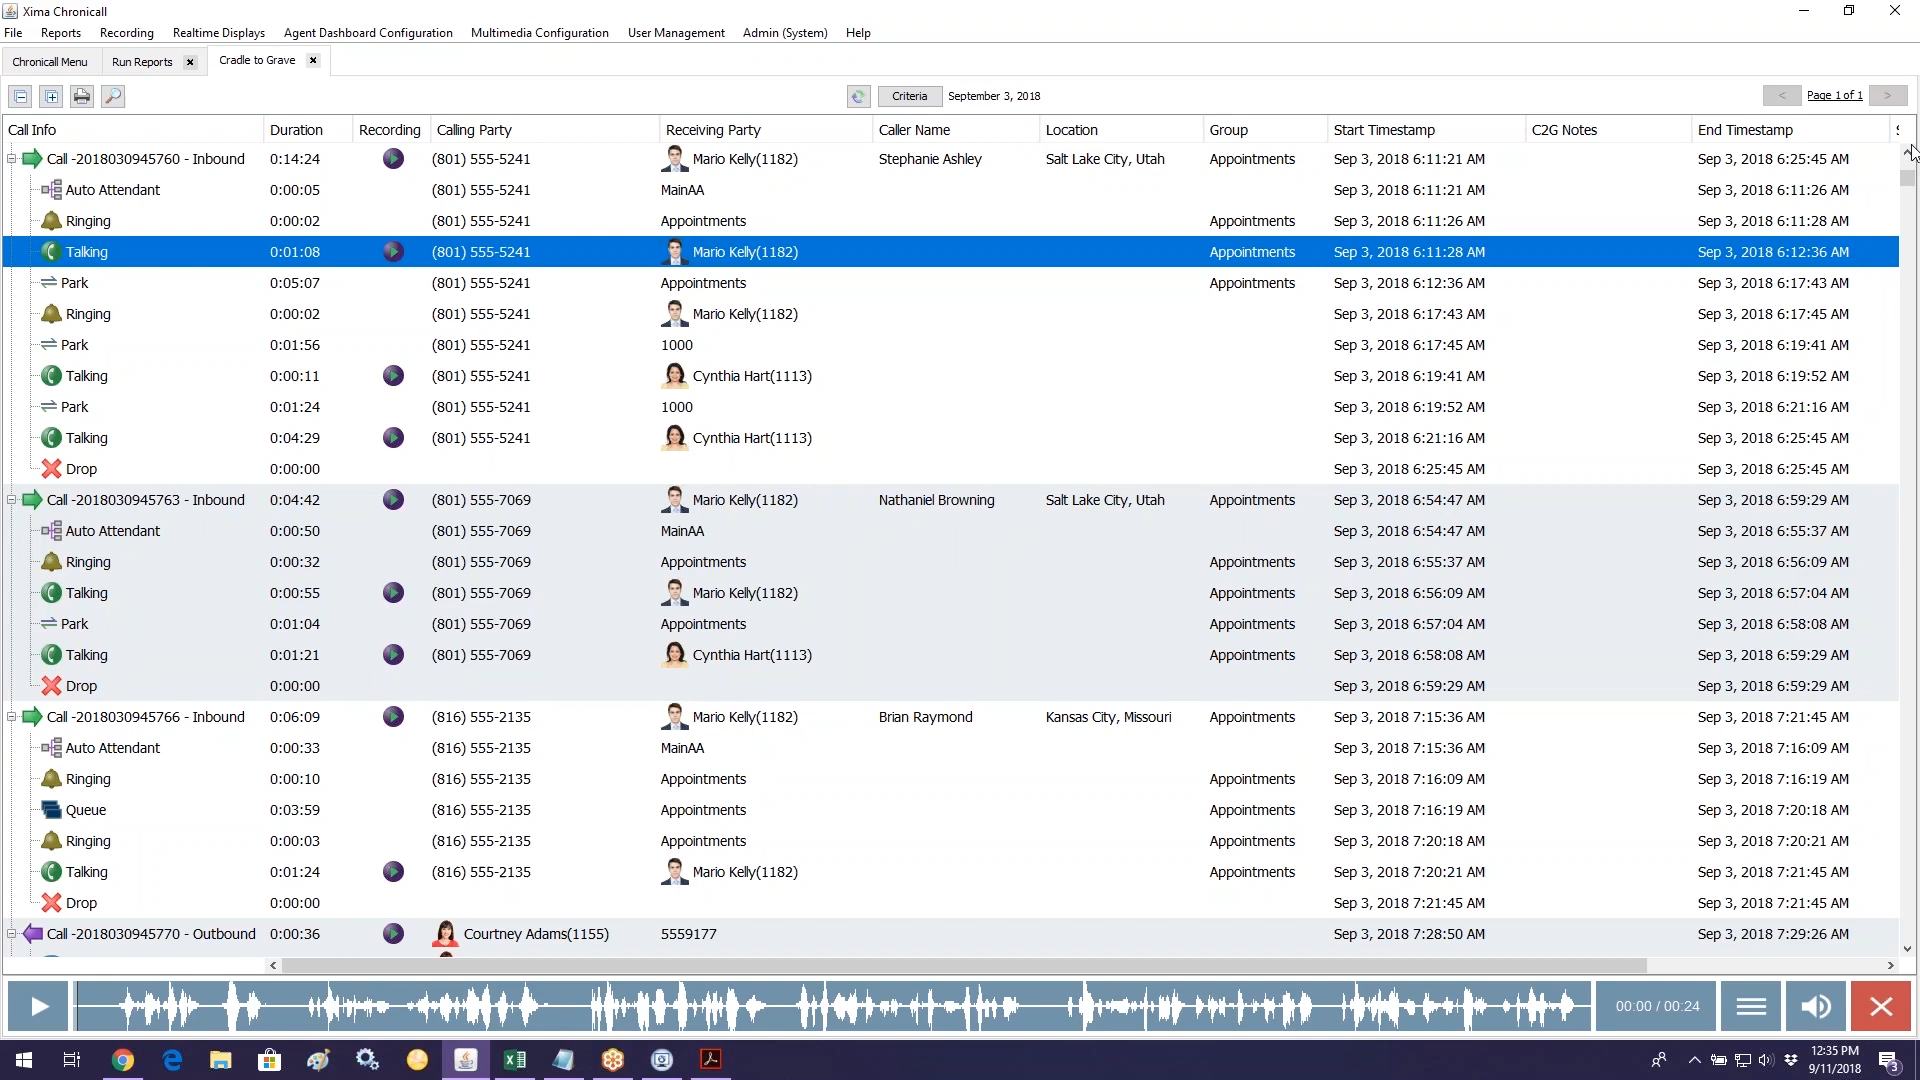 Xima Chronicall
File Reports Recording Realtime Displays Agent Dashboard Configuration Multimedia Configuration User Management Admin (System) Help
Chronicall Menu Run Reports Cradle to Grave
Criteria September 3, 2018 < Page 1 of 1 >
Call Info Duration Recording Calling Party Receiving Party Caller Name Location Group Start Timestamp C2G Notes End Timestamp
Call -2018030945760 - Inbound 0:14:24 (801) 555-5241 Mario Kelly(1182) Stephanie Ashley Salt Lake City, Utah Appointments Sep 3, 2018 6:11:21 AM Sep 3, 2018 6:25:45 AM
Auto Attendant 0:00:05 (801) 555-5241 MainAA Sep 3, 2018 6:11:21 AM Sep 3, 2018 6:11:26 AM
Ringing 0:00:02 (801) 555-5241 Appointments Appointments Sep 3, 2018 6:11:26 AM Sep 3, 2018 6:11:28 AM
Talking 0:01:08 (801) 555-5241 Mario Kelly(1182) Appointments Sep 3, 2018 6:11:28 AM Sep 3, 2018 6:12:36 AM
Park 0:05:07 (801) 555-5241 Appointments Appointments Sep 3, 2018 6:12:36 AM Sep 3, 2018 6:17:43 AM
Ringing 0:00:02 (801) 555-5241 Mario Kelly(1182) Sep 3, 2018 6:17:43 AM Sep 3, 2018 6:17:45 AM
Park 0:01:56 (801) 555-5241 1000 Sep 3, 2018 6:17:45 AM Sep 3, 2018 6:19:41 AM
Talking 0:00:11 (801) 555-5241 Cynthia Hart(1113) Sep 3, 2018 6:19:41 AM Sep 3, 2018 6:19:52 AM
Park 0:01:24 (801) 555-5241 1000 Sep 3, 2018 6:19:52 AM Sep 3, 2018 6:21:16 AM
Talking 0:04:29 (801) 555-5241 Cynthia Hart(1113) Sep 3, 2018 6:21:16 AM Sep 3, 2018 6:25:45 AM
Drop 0:00:00 Sep 3, 2018 6:25:45 AM Sep 3, 2018 6:25:45 AM
Call -2018030945763 - Inbound 0:04:42 (801) 555-7069 Mario Kelly(1182) Nathaniel Browning Salt Lake City, Utah Appointments Sep 3, 2018 6:54:47 AM Sep 3, 2018 6:59:29 AM
Auto Attendant 0:00:50 (801) 555-7069 MainAA Sep 3, 2018 6:54:47 AM Sep 3, 2018 6:55:37 AM
Ringing 0:00:32 (801) 555-7069 Appointments Appointments Sep 3, 2018 6:55:37 AM Sep 3, 2018 6:56:09 AM
Talking 0:00:55 (801) 555-7069 Mario Kelly(1182) Appointments Sep 3, 2018 6:56:09 AM Sep 3, 2018 6:57:04 AM
Park 0:01:04 (801) 555-7069 Appointments Appointments Sep 3, 2018 6:57:04 AM Sep 3, 2018 6:58:08 AM
Talking 0:01:21 (801) 555-7069 Cynthia Hart(1113) Appointments Sep 3, 2018 6:58:08 AM Sep 3, 2018 6:59:29 AM
Drop 0:00:00 Sep 3, 2018 6:59:29 AM Sep 3, 2018 6:59:29 AM
Call -2018030945766 - Inbound 0:06:09 (816) 555-2135 Mario Kelly(1182) Brian Raymond Kansas City, Missouri Appointments Sep 3, 2018 7:15:36 AM Sep 3, 2018 7:21:45 AM
Auto Attendant 0:00:33 (816) 555-2135 MainAA Sep 3, 2018 7:15:36 AM Sep 3, 2018 7:16:09 AM
Ringing 0:00:10 (816) 555-2135 Appointments Appointments Sep 3, 2018 7:16:09 AM Sep 3, 2018 7:16:19 AM
Queue 0:03:59 (816) 555-2135 Appointments Appointments Sep 3, 2018 7:16:19 AM Sep 3, 2018 7:20:18 AM
Ringing 0:00:03 (816) 555-2135 Appointments Appointments Sep 3, 2018 7:20:18 AM Sep 3, 2018 7:20:21 AM
Talking 0:01:24 (816) 555-2135 Mario Kelly(1182) Appointments Sep 3, 2018 7:20:21 AM Sep 3, 2018 7:21:45 AM
Drop 0:00:00 Sep 3, 2018 7:21:45 AM Sep 3, 2018 7:21:45 AM
Call -2018030945770 - Outbound 0:00:36 Courtney Adams(1155) 5559177 Sep 3, 2018 7:28:50 AM Sep 3, 2018 7:29:26 AM
00:00 / 00:24
12:35 PM
9/11/2018
3